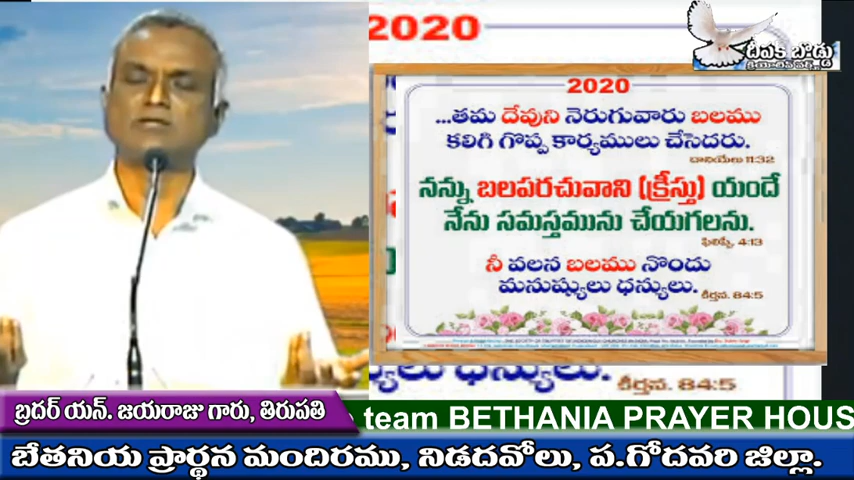 2020
దీపక్ బొడ్డు
2020
...తమ దేవుని నెరుగువారు బలము
కలిగి గొప్ప కార్యములు చేసెదరు.
దానియేలు 11:32
నన్ను బలపరచువాని (క్రీస్తు) యందే
నేను సమస్తమును చేయగలను.
ఫిలిప్పీ. 4:13
నీ వలన బలము నొందు
మనుష్యులు ధన్యులు.
కీర్తన. 84:5
ష్యులు ధన్యులు.
కీర్తన. 84:5
బ్రదర్ యన్. జయరాజు గారు, తిరుపతి
team BETHANIA PRAYER HOUS
బేతనియ ప్రార్థన మందిరము, నిడదవోలు, ప.గోదవరి జిల్లా.